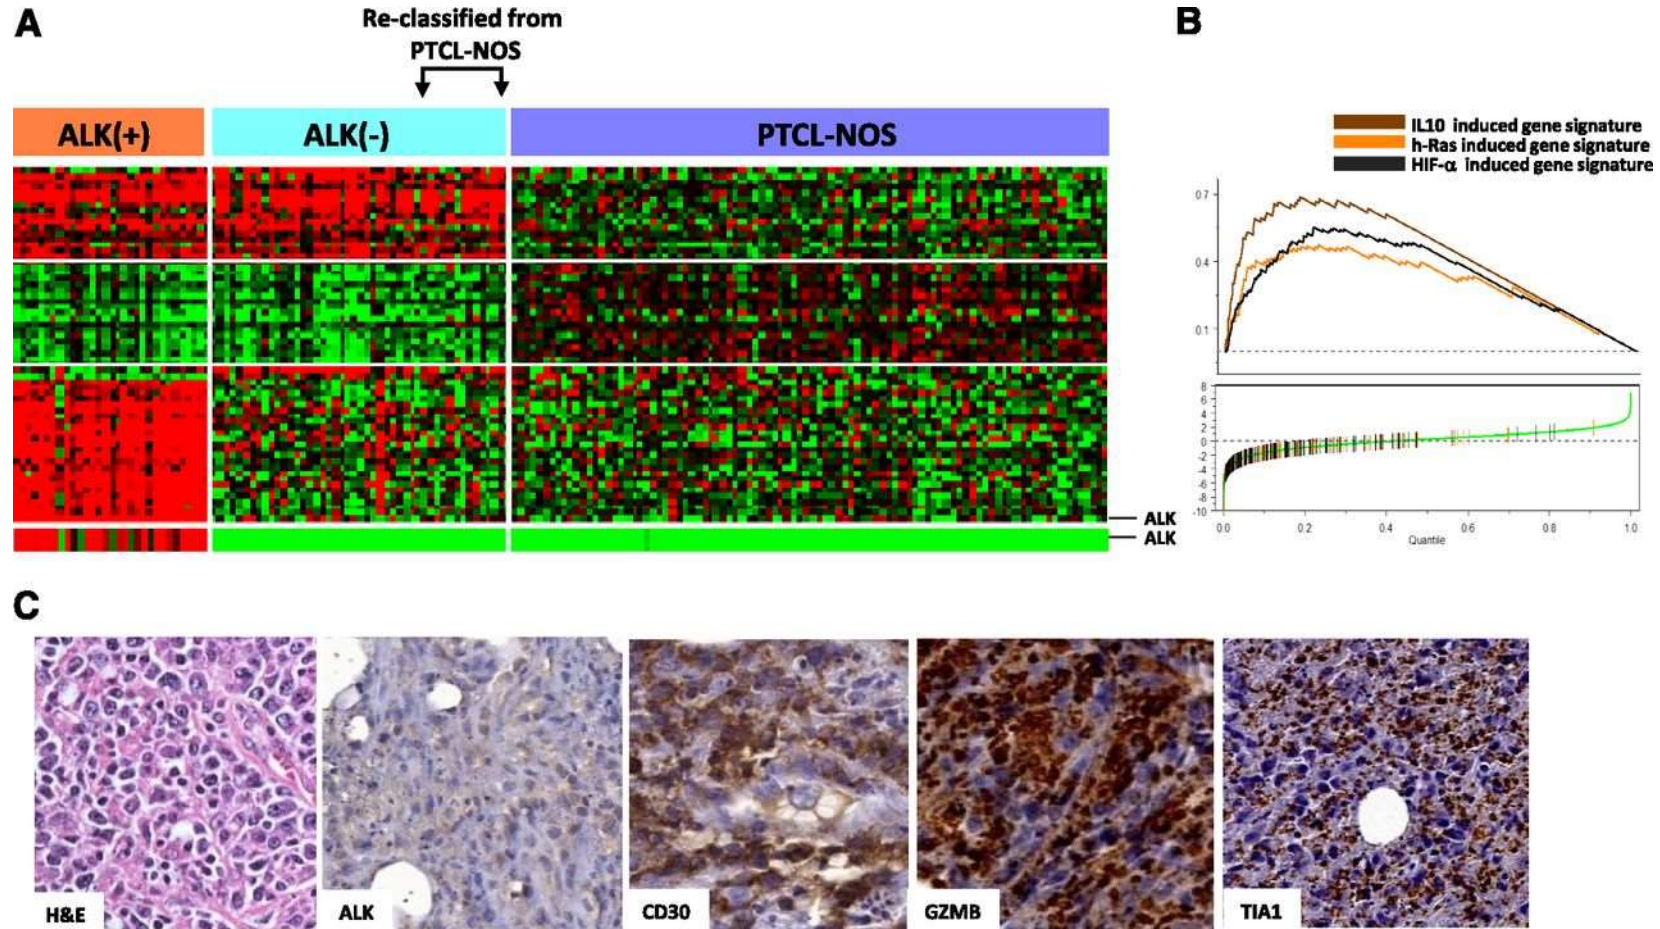 A
Re-classified from
PTCL-NOS
ALK(+)
ALK(-)
PTCL-NOS
ALK
ALK
B
IL10 induced gene signature
h-Ras induced gene signature
HIF-α induced gene signature
0.7
0.4
0.1
8
6
4
2
0
-2
-4
-6
-8
-10
0.0
0.2
0.4
0.6
0.8
1.0
Quantile
C
H&E
ALK
CD30
GZMB
TIA1